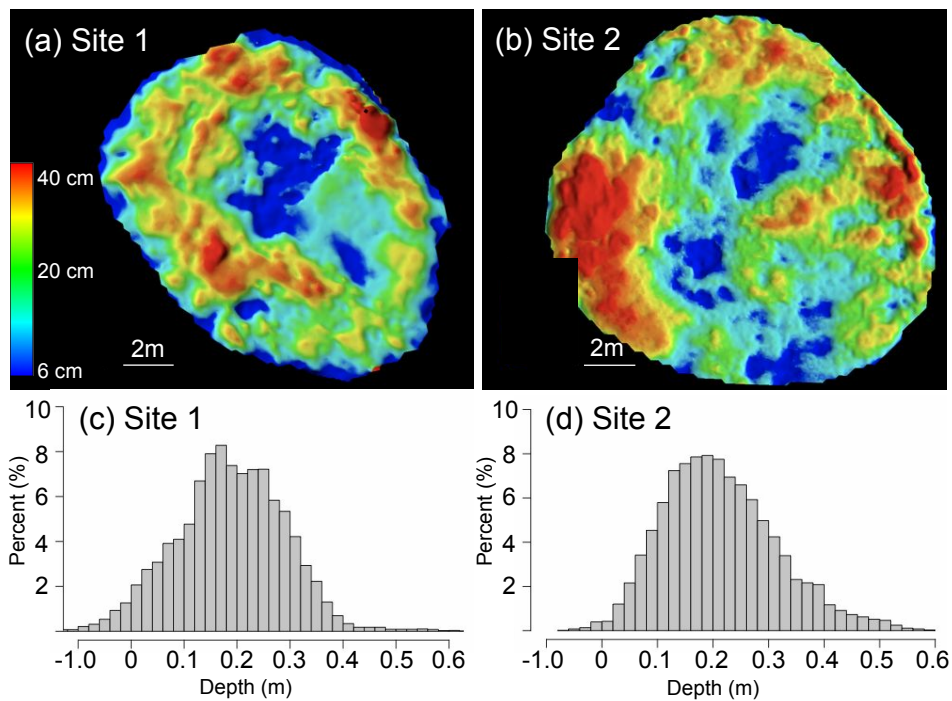 (a) Site 1
(b) Site 2
40 cm
20 cm
6 cm
2m
2m
(c) Site 1
(d) Site 2
Percent (%)
10
8
6
4
2
-1.0 0 0.1 0.2 0.3 0.4 0.5 0.6
Depth (m)
Percent (%)
10
8
6
4
2
-1.0 0 0.1 0.2 0.3 0.4 0.5 0.6
Depth (m)